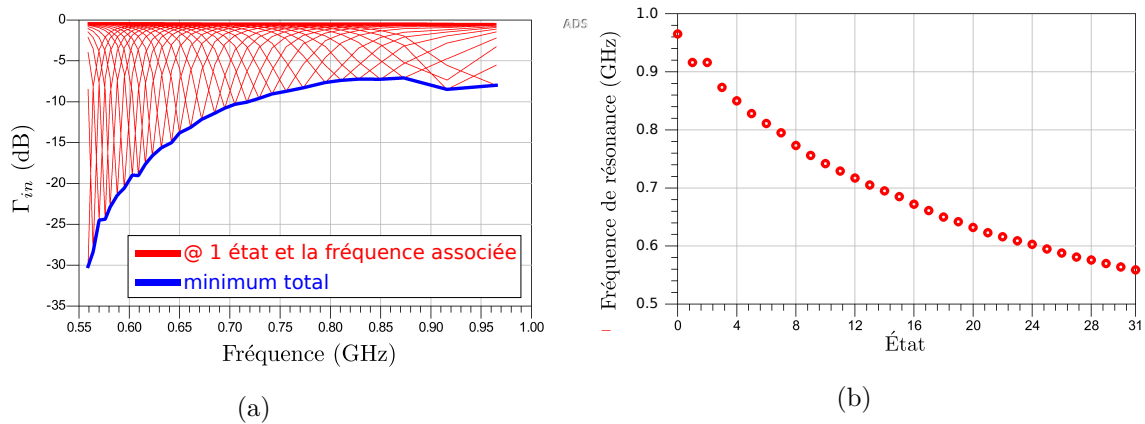 0
-5
-10
-15
-20
-25
-30
-35
Γin (dB)
@ 1 état et la fréquence associée
minimum total
0.55 0.60 0.65 0.70 0.75 0.80 0.85 0.90 0.95 1.00
Fréquence (GHz)
(a)
ADS
1.0
0.9
0.8
0.7
0.6
0.5
Fréquence de résonance (GHz)
0 4 8 12 16 20 24 28 31
État
(b)